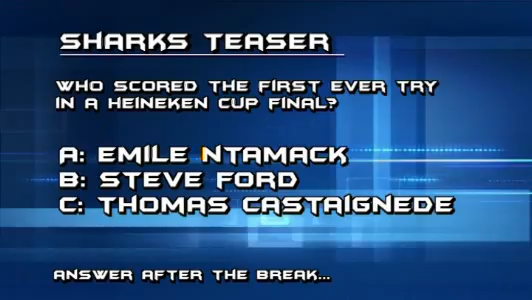 SHARKS TEASER
WHO SCORED THE FIRST EVER TRY
IN A HEINEKEN CUP FINAL?
A: EMILE NTAMACK
B: STEVE FORD
C: THOMAS CASTAIGNEDE
ANSWER AFTER THE BREAK...